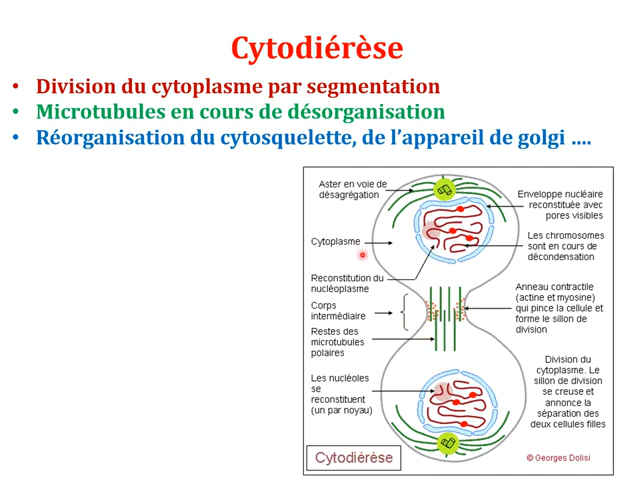 Cytodiérèse
• Division du cytoplasme par segmentation
• Microtubules en cours de désorganisation
• Réorganisation du cytosquelette, de l'appareil de golgi ….
Aster en voie de
désagrégation
Cytoplasme
Reconstitution du
nucléoplasme
Corps
intermédiaire
Restes des
microtubules
polaires
Les nucléoles
se
reconstituent
(un par noyau)
Enveloppe nucléaire
reconstituée avec
pores visibles
Les chromosomes
sont en cours de
décondensation
Anneau contractile
(actine et myosine)
qui pince la cellule et
forme le sillon de
division
Division du
cytoplasme. Le
sillon de division
se creuse et
annonce la
séparation des
deux cellules filles
Cytodiérèse
© Georges Dolisi